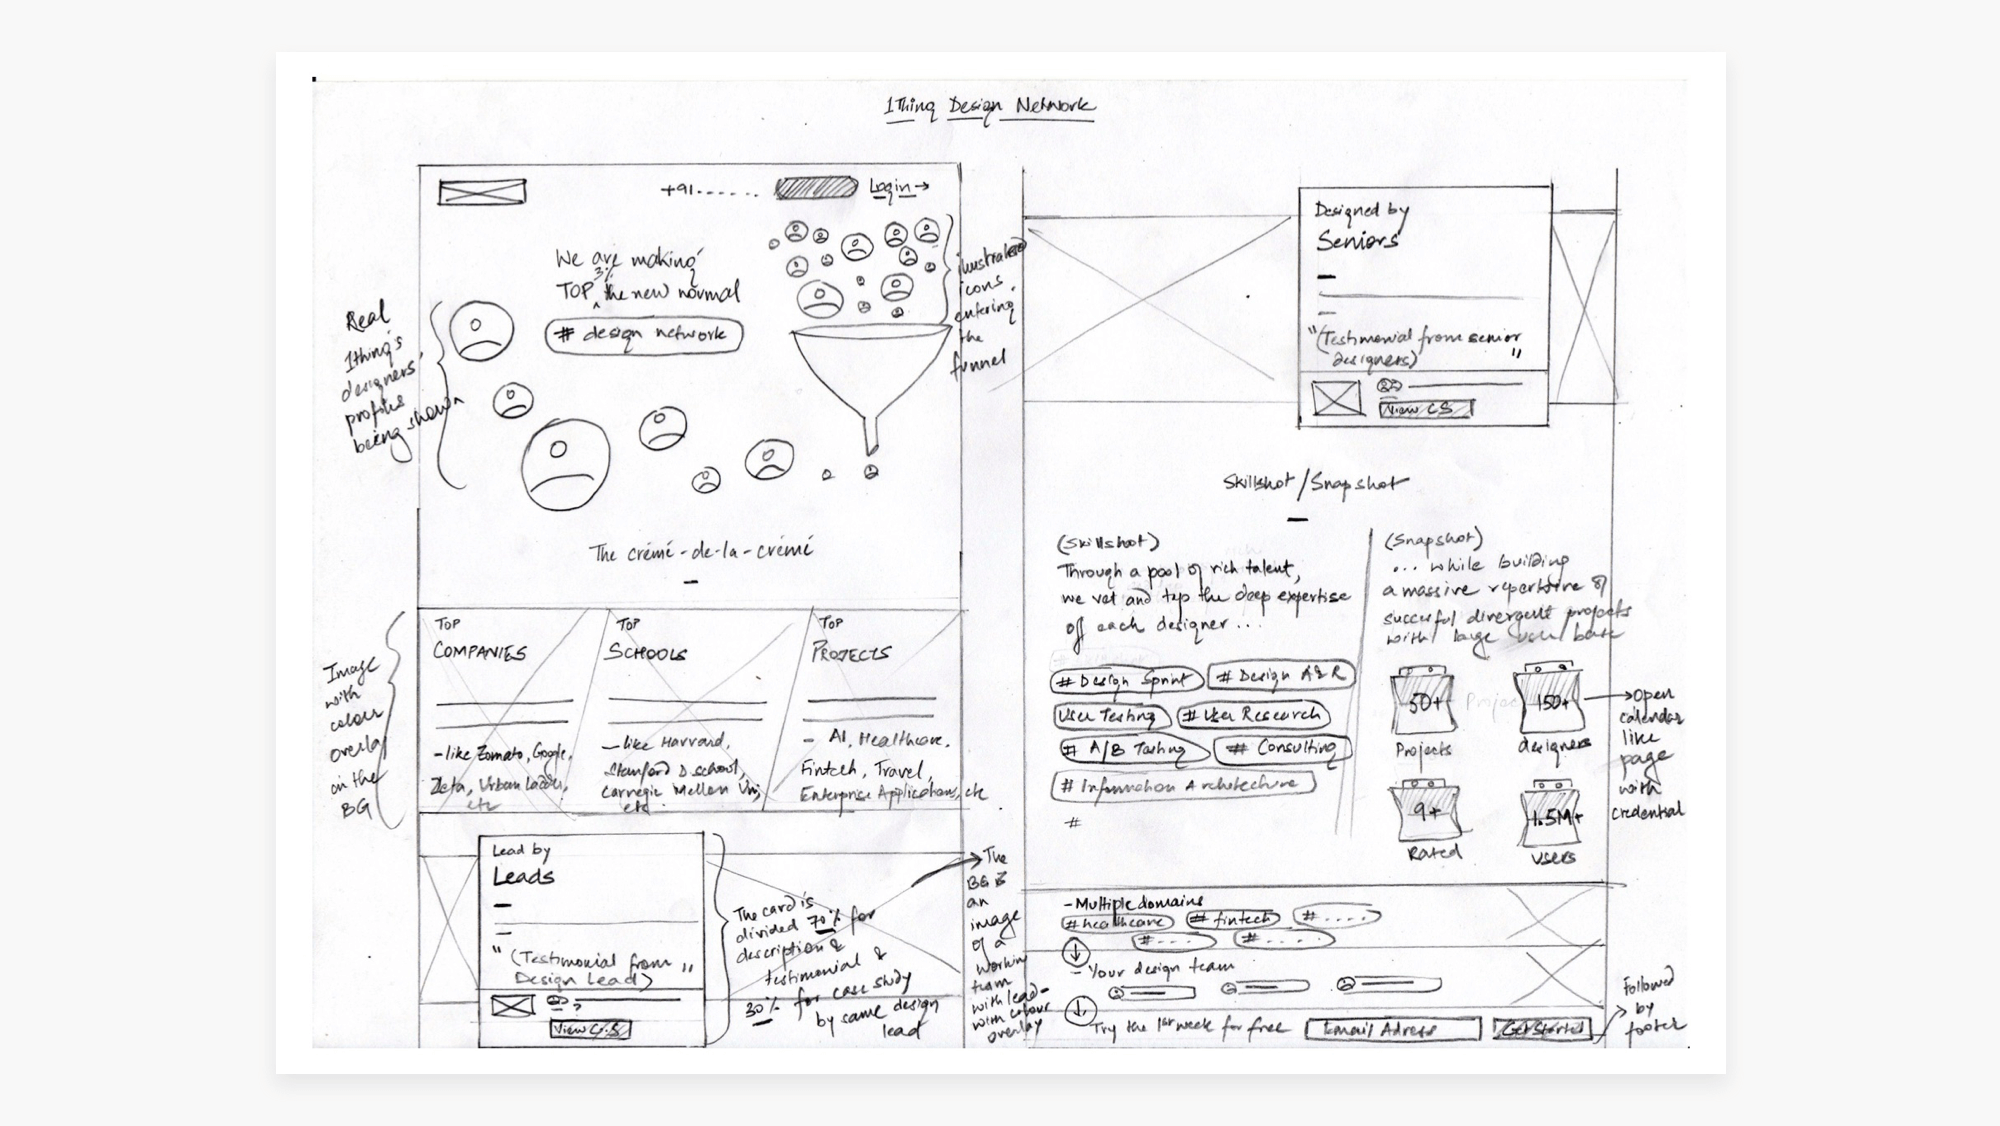 1Thing Design Network
+91...... Login →
We are making
3%
TOP ^ the new normal
# design network
Real
1thing's
designers'
profiles
being shown
illustrated
icons
entering
the
funnel
The crémé-de-la-crémé
Image
with
colour
overlay
in the
BG
TOP
COMPANIES
- like Zomato, Google,
Zeta, Urban Ladder,
etc
TOP
SCHOOLS
- like Harvard,
Stanford D school,
Carnegie Mellon Uni,
etc.
TOP
PROJECTS
- AI, Healthcare,
Fintech, Travel,
Enterprise Applications, etc
Lead by
Leads
" (Testimonial from "
Design Lead)
View C.S
The card is
divided 70% for
description &
testimonial &
30% for case study
by same design
lead
The
BG is
an
image
of a
working
team
with lead-
with colour
overlay
Designed by
Seniors
"(Testimonial from senior
designers) "
View CS
Skillshot/Snapshot
(Skillshot)
Through a pool of rich talent,
we vet and tap the deep expertise
of each designer...
# Design Sprint # Design A&R
User Testing # User Research
# A/B Testing # Consulting
# Information Architechure
#
(Snapshot)
... while building
a massive repertoire of
succesful divergent projects
with large user base
50+ 150+
Projects designers
9+ 1.5M+
Rated users
Open
calendar
like
page
with
credential
- Multiple domains
# healthcare # fintech # ....
# .... # ....
- Your design team
Try the 1st week for free Email Adress Get Started
Followed
by
footer